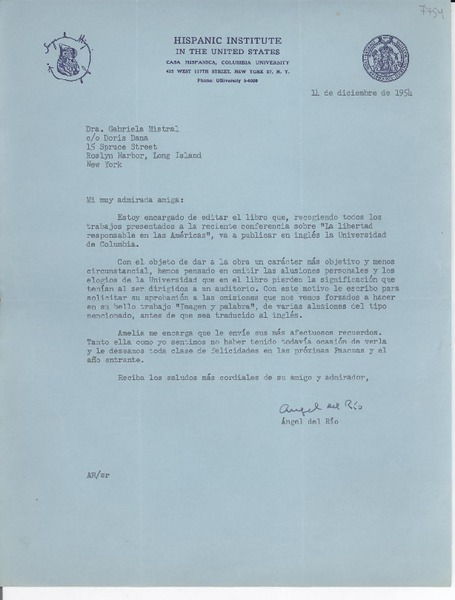 7754
HISPANIC INSTITUTE
IN THE UNITED STATES
CASA HISPANICA, COLUMBIA UNIVERSITY
435 WEST 117TH STREET, NEW YORK 27, N. Y.
Phone: UNiversity 5-4000
14 de diciembre de 1954
Dra. Gabriela Mistral
c/o Doris Dana
15 Spruce Street
Roslyn Harbor, Long Island
New York
Mi muy admirada amiga:
Estoy encargado de editar el libro que, recogiendo todos los
trabajos presentados a la reciente conferencia sobre "La libertad
responsable en las Américas", va a publicar en inglés la Universidad
de Columbia.
Con el objeto de dar a la obra un carácter más objetivo y menos
circunstancial, hemos pensado en omitir las alusiones personales y los
elogios de la Universidad que en el libro pierden la significación que
tenían al ser dirigidos a un auditorio. Con este motivo le escribo para
solicitar su aprobación a las omisiones que nos vemos forzados a hacer
en su bello trabajo "Imagen y palabra", de varias alusiones del tipo
mencionado, antes de que sea traducido al inglés.
Amelia me encarga que le envíe sus más afectuosos recuerdos.
Tanto ella como yo sentimos no haber tenido todavía ocasión de verla
y le deseamos toda clase de felicidades en las próximas Pascuas y el
año entrante.
Reciba los saludos más cordiales de su amigo y admirador,
Angel del Río
Ángel del Río
AR/sr